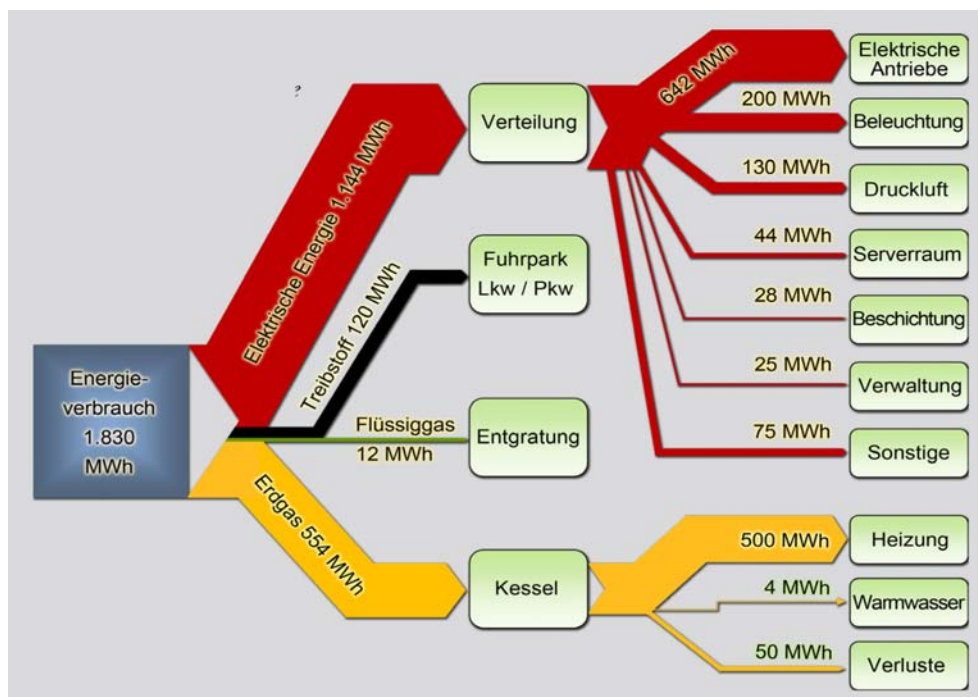 Energie-
verbrauch
1.830
MWh
Elektrische Energie 1.144 MWh
Treibstoff 120 MWh
Flüssiggas
12 MWh
Erdgas 554 MWh
Verteilung
Fuhrpark
Lkw / Pkw
Entgratung
Kessel
642 MWh
Elektrische
Antriebe
200 MWh
Beleuchtung
130 MWh
Druckluft
44 MWh
Serverraum
28 MWh
Beschichtung
25 MWh
Verwaltung
75 MWh
Sonstige
500 MWh
Heizung
4 MWh
Warmwasser
50 MWh
Verluste